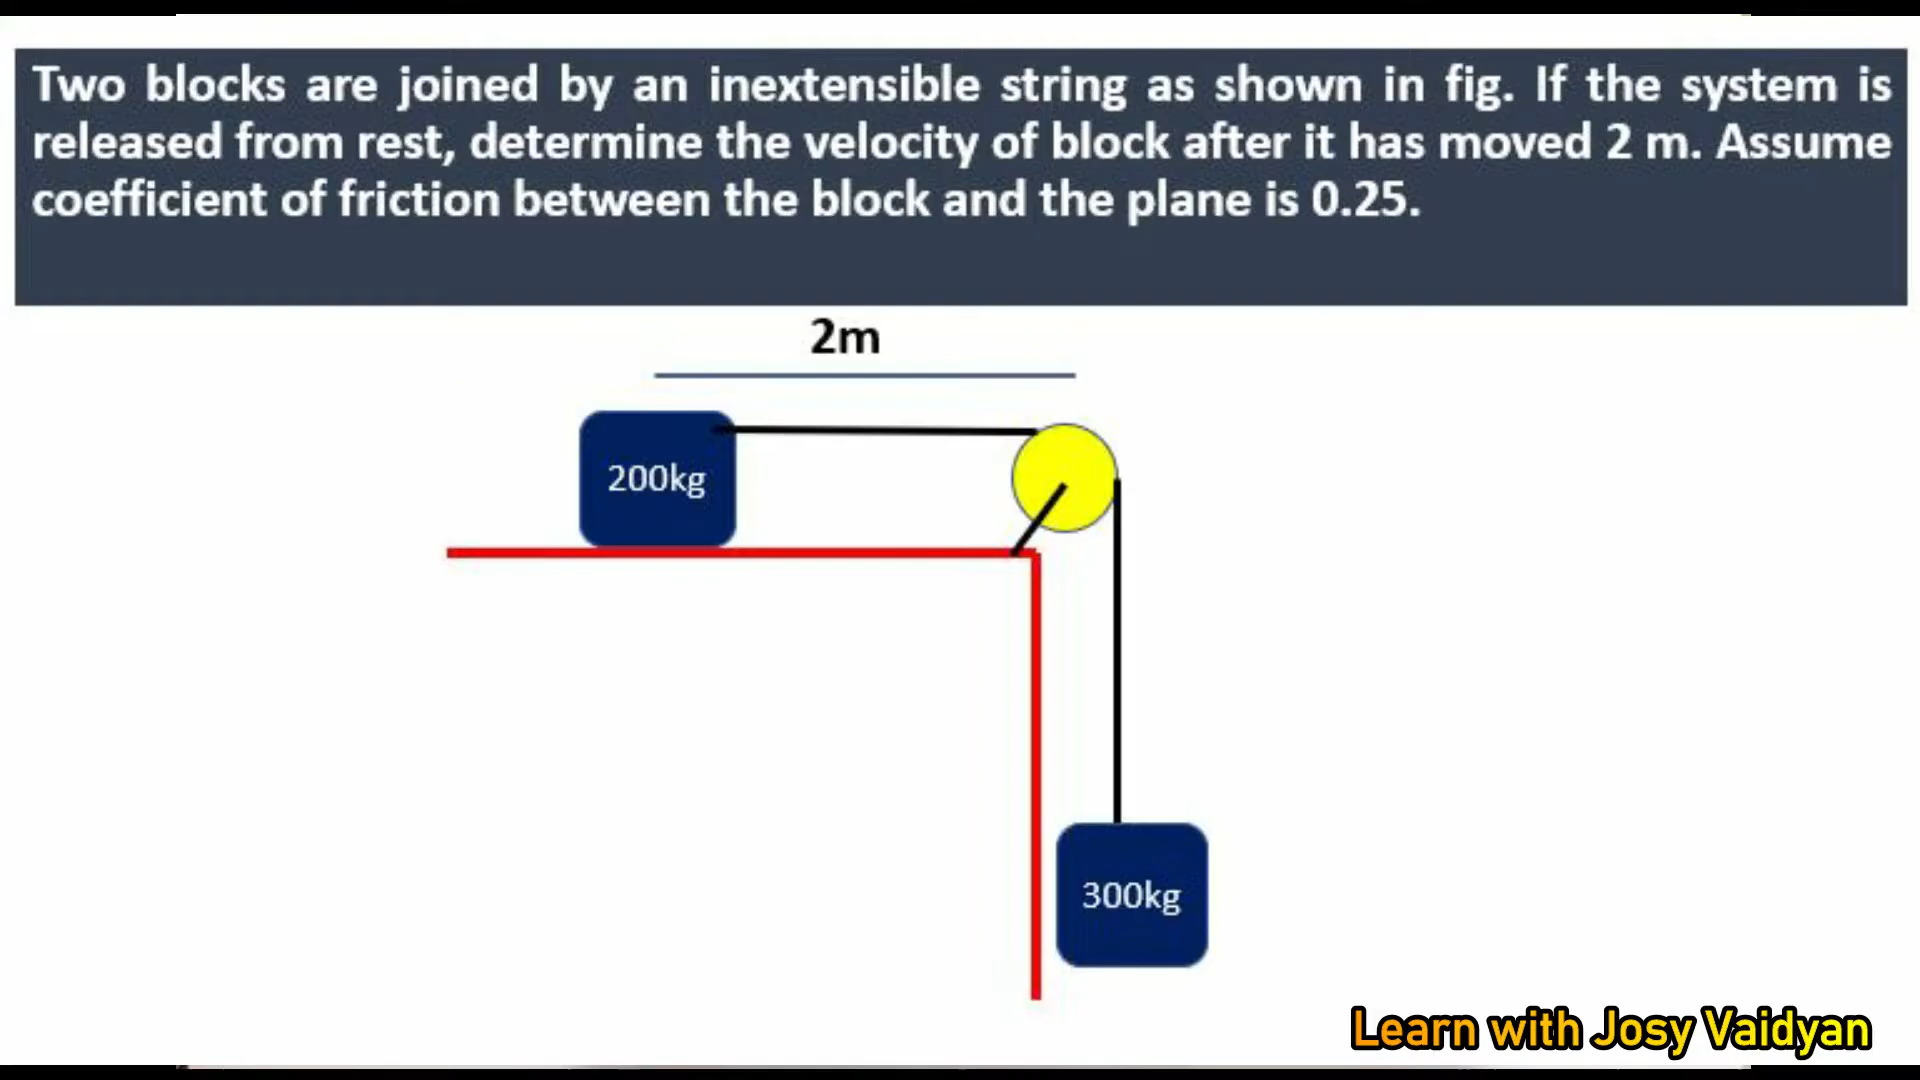 Two blocks are joined by an inextensible string as shown in fig. If the system is
released from rest, determine the velocity of block after it has moved 2 m. Assume
coefficient of friction between the block and the plane is 0.25.
2m
200kg
300kg
Learn with Josy Vaidyan